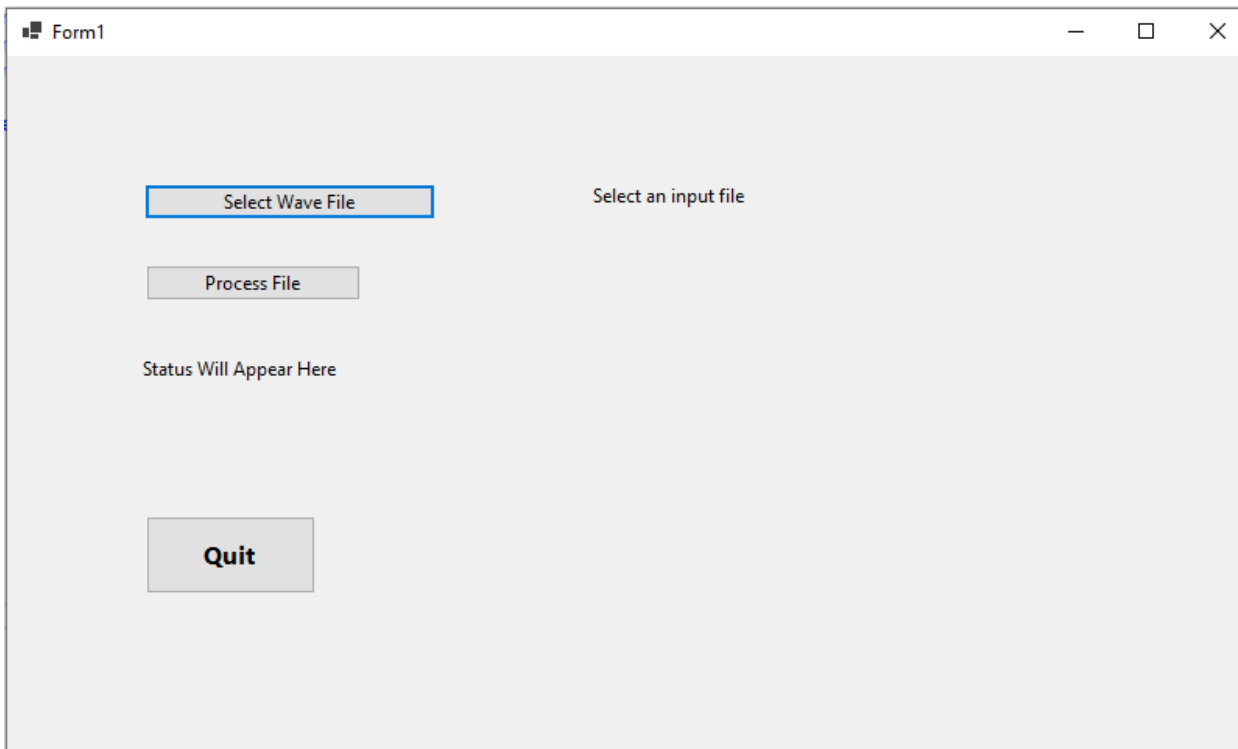 Form1
Select Wave File
Select an input file
Process File
Status Will Appear Here
Quit